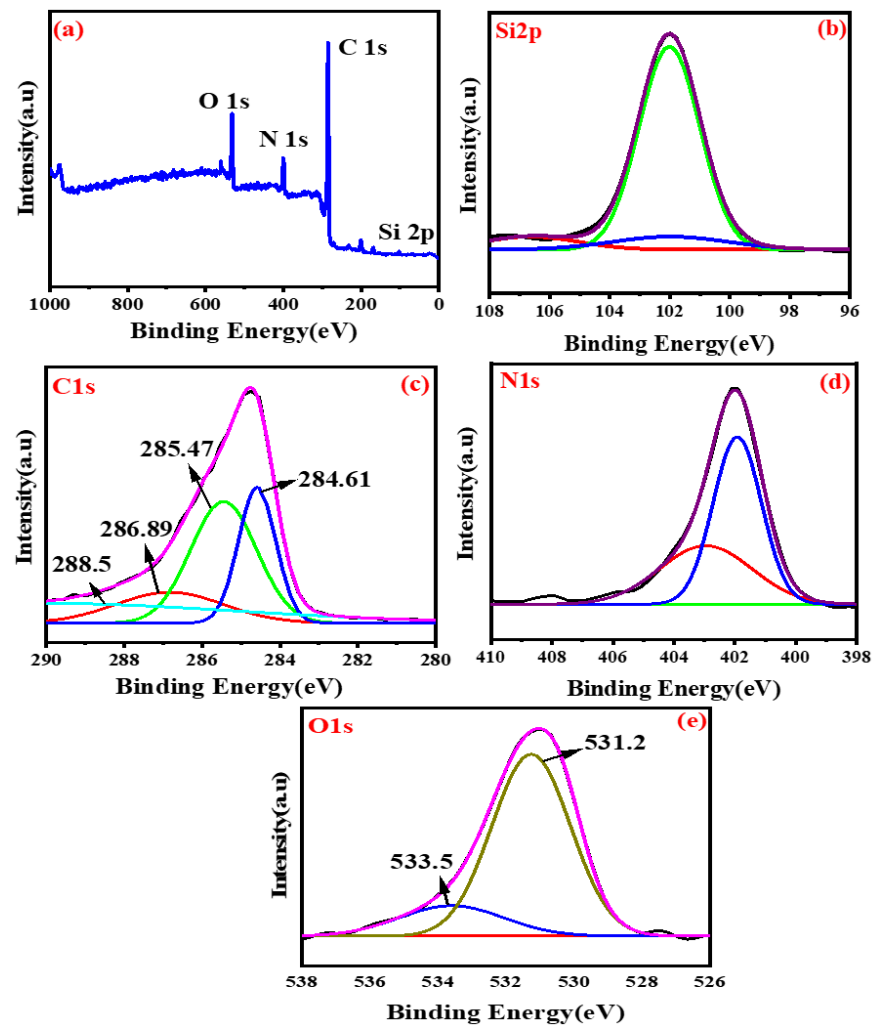 (a)
C 1s
O 1s
N 1s
Si 2p
Intensity(a.u)
1000 800 600 400 200 0
Binding Energy(eV)
Si2p
(b)
Intensity(a.u)
108 106 104 102 100 98 96
Binding Energy(eV)
C1s
(c)
285.47
284.61
286.89
288.5
Intensity(a.u)
290 288 286 284 282 280
Binding Energy(eV)
N1s
(d)
Intensity(a.u)
410 408 406 404 402 400 398
Binding Energy(eV)
O1s
(e)
531.2
533.5
Intensity(a.u)
538 536 534 532 530 528 526
Binding Energy(eV)